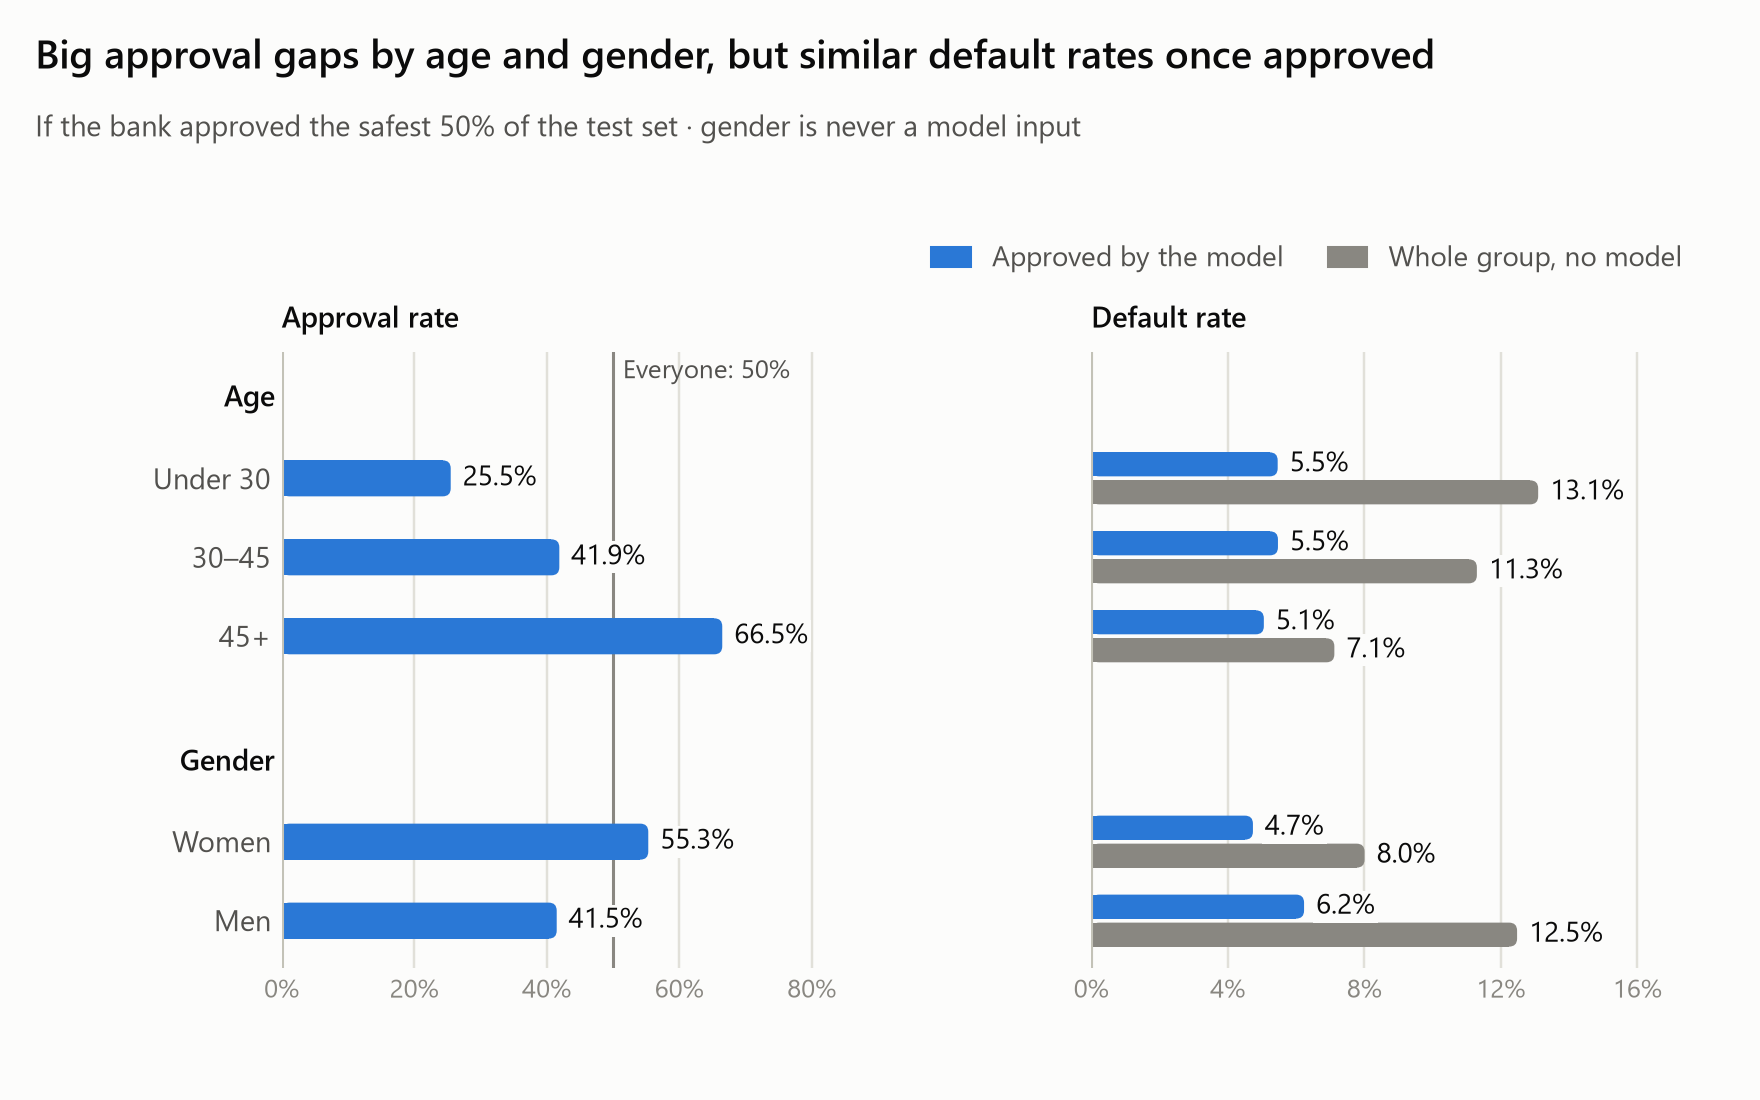 Big approval gaps by age and gender, but similar default rates once approved
If the bank approved the safest 50% of the test set · gender is never a model input
Approved by the model
Whole group, no model
Approval rate
Everyone: 50%
Age
Under 30
25.5%
30–45
41.9%
45+
66.5%
Gender
Women
55.3%
Men
41.5%
0%
20%
40%
60%
80%
Default rate
5.5%
13.1%
5.5%
11.3%
5.1%
7.1%
4.7%
8.0%
6.2%
12.5%
0%
4%
8%
12%
16%